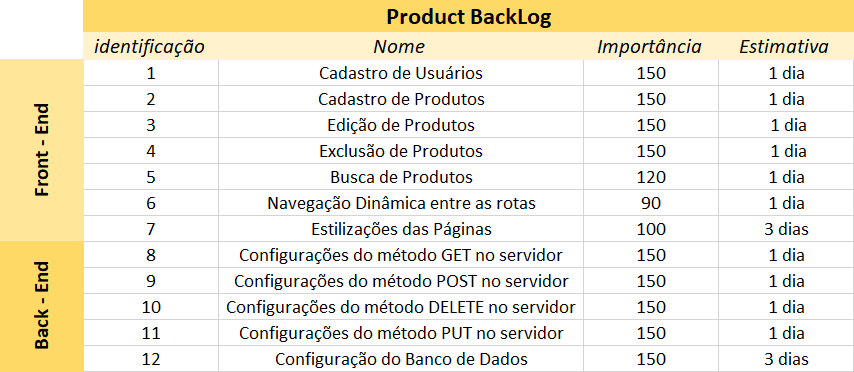 Product BackLog
identificação Nome Importância Estimativa
Front - End
1 Cadastro de Usuários 150 1 dia
2 Cadastro de Produtos 150 1 dia
3 Edição de Produtos 150 1 dia
4 Exclusão de Produtos 150 1 dia
5 Busca de Produtos 120 1 dia
6 Navegação Dinâmica entre as rotas 90 1 dia
7 Estilizações das Páginas 100 3 dias
Back - End
8 Configurações do método GET no servidor 150 1 dia
9 Configurações do método POST no servidor 150 1 dia
10 Configurações do método DELETE no servidor 150 1 dia
11 Configurações do método PUT no servidor 150 1 dia
12 Configuração do Banco de Dados 150 3 dias